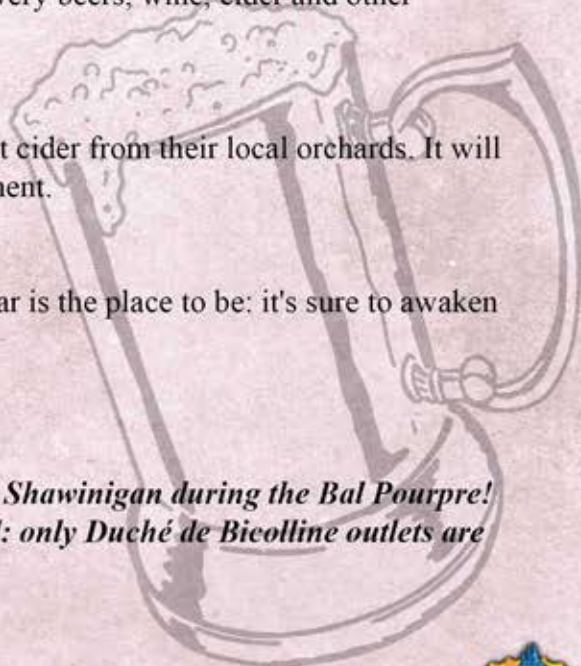 very beers, wine, cider and other
t cider from their local orchards. It will
nent.
ar is the place to be: it's sure to awaken
Shawinigan during the Bal Pourpre!
l: only Duché de Bicolline outlets are